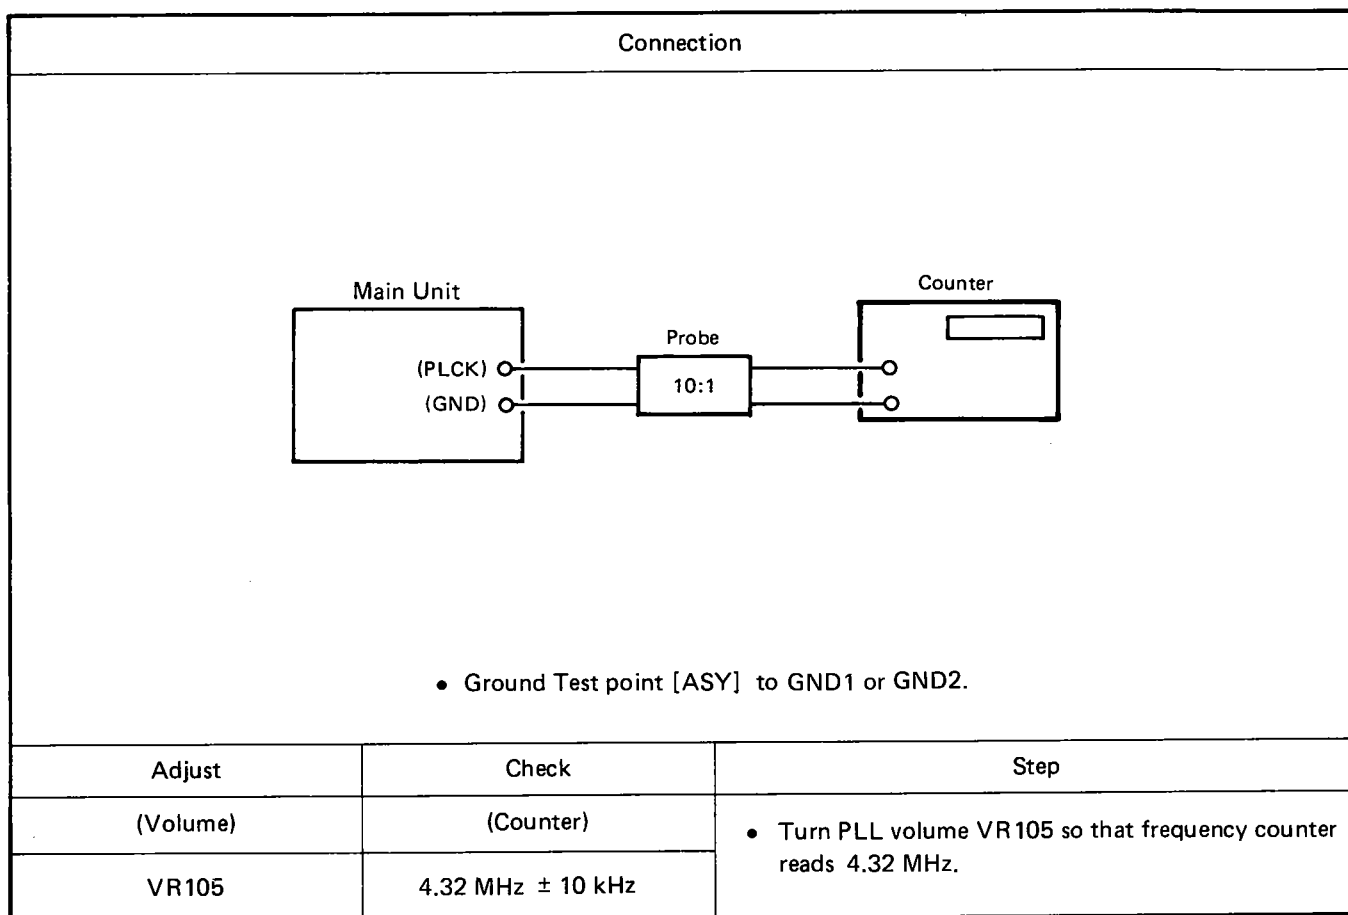 Connection
Main Unit
Counter
Probe
(PLCK)
10:1
(GND)
• Ground Test point [ASY] to GND1 or GND2.
Adjust
Check
Step
(Volume)
(Counter)
• Turn PLL volume VR105 so that frequency counter
reads 4.32 MHz.
VR105
4.32 MHz ± 10 kHz